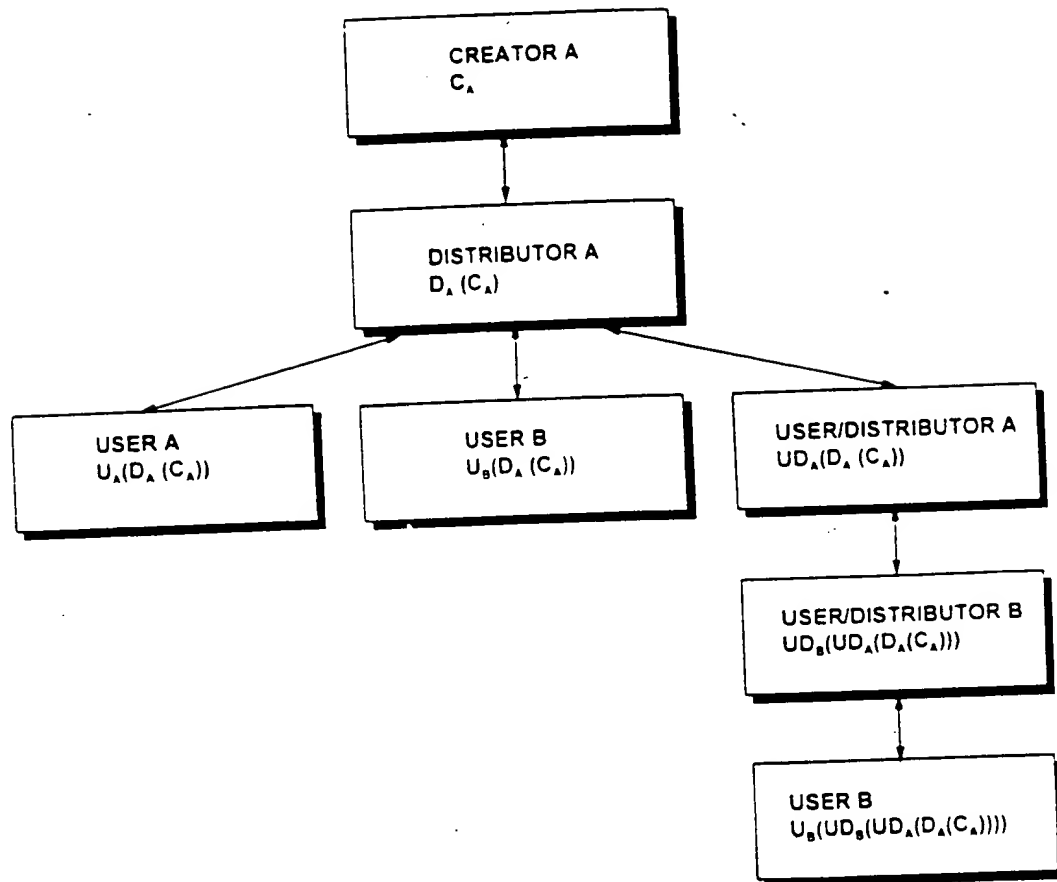 CREATOR A
C_A
DISTRIBUTOR A
D_A (C_A)
USER A
U_A(D_A (C_A))
USER B
U_B(D_A (C_A))
USER/DISTRIBUTOR A
UD_A(D_A (C_A))
USER/DISTRIBUTOR B
UD_B(UD_A(D_A(C_A)))
USER B
U_B(UD_B(UD_A(D_A(C_A))))